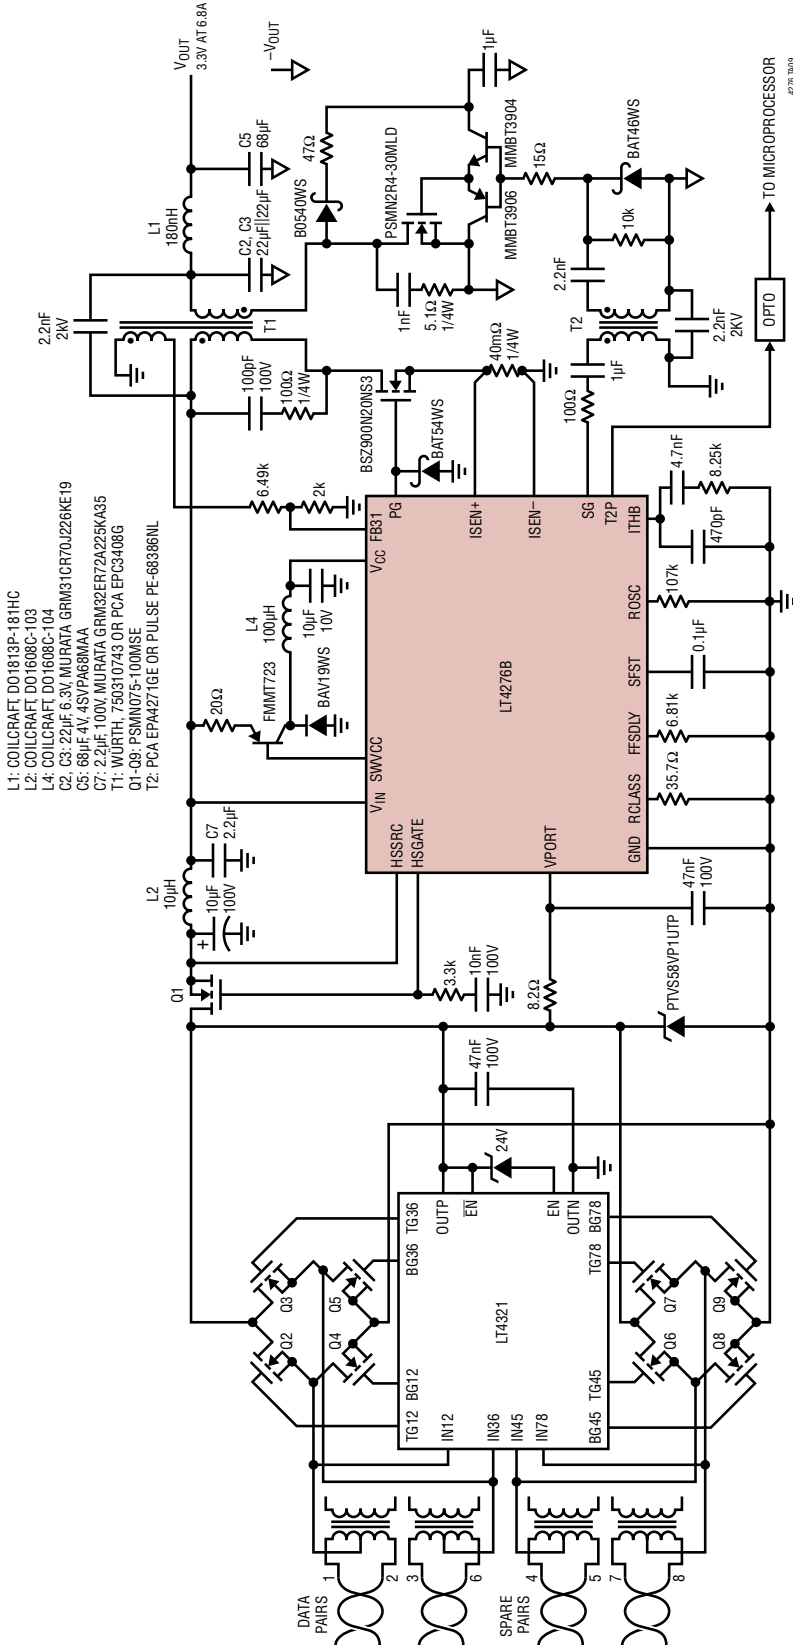 L1: COILCRAFT, DO1813P-181HC
L2: COILCRAFT, DO1608C-103
L4: COILCRAFT, DO1608C-104
C2, C3: 22µF, 6.3V, MURATA GRM31CR70J226KE19
C5: 68µF, 4V, 4SVPA68MAA
C7: 2.2µF, 100V, MURATA GRM32ER72A225KA35
T1: WÜRTH, 750310743 OR PCA EPC3408G
Q1-Q9: PSMN075-100MSE
T2: PCA EPA4271GE OR PULSE PE-68386NL
DATA
PAIRS
1
2
3
6
SPARE
PAIRS
4
5
7
8
Q2
Q3
Q4
Q5
Q6
Q7
Q8
Q9
LT4321
TG12
BG12
BG36
TG36
IN12
IN36
IN45
IN78
OUTP
EN
EN
OUTN
BG45
TG45
TG78
BG78
24V
47nF
100V
Q1
+
10µF
100V
L2
10µH
C7
2.2µF
3.3k
10nF
100V
8.2Ω
PTVS58VP1UTP
47nF
100V
LT4276B
HSSRC
HSGATE
VPORT
VIN
SWVCC
VCC
FB31
PG
ISEN+
ISEN–
SG
T2P
GND
RCLASS
FFSDLY
SFST
ROSC
ITHB
35.7Ω
6.81k
0.1µF
107k
470pF
4.7nF
8.25k
20Ω
FMMT723
BAV19WS
L4
100µH
10µF
10V
6.49k
2k
100pF
100V
100Ω
1/4W
BSZ900N20NS3
BAT54WS
40mΩ
1/4W
100Ω
1µF
2.2nF
2KV
T1
T2
2.2nF
2KV
2.2nF
10k
BAT46WS
15Ω
OPTO
TO MICROPROCESSOR
L1
180nH
C2, C3
22µF||22µF
C5
68µF
VOUT
3.3V AT 6.8A
–VOUT
B0540WS
47Ω
1µF
PSMN2R4-30MLD
MMBT3906
MMBT3904
1nF
5.1Ω
1/4W
4276 TA09